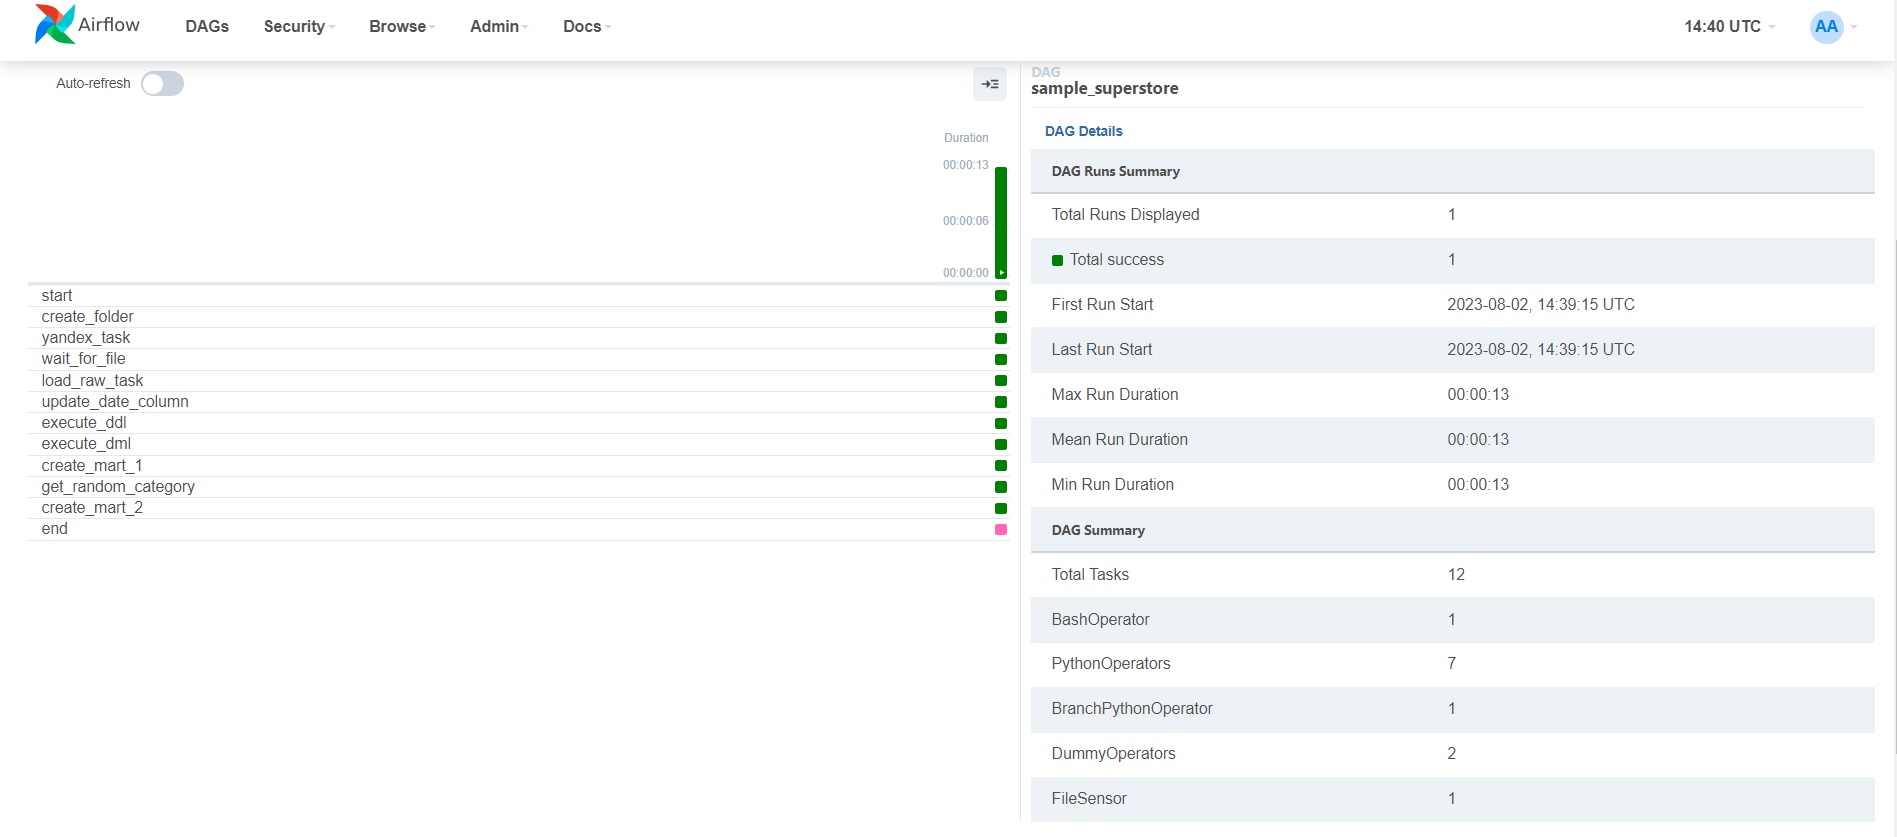 Airflow DAGs Security Browse Admin Docs 14:40 UTC AA
Auto-refresh
Duration
00:00:13
00:00:06
00:00:00
start
create_folder
yandex_task
wait_for_file
load_raw_task
update_date_column
execute_ddl
execute_dml
create_mart_1
get_random_category
create_mart_2
end
DAG
sample_superstore
DAG Details
DAG Runs Summary
Total Runs Displayed 1
Total success 1
First Run Start 2023-08-02, 14:39:15 UTC
Last Run Start 2023-08-02, 14:39:15 UTC
Max Run Duration 00:00:13
Mean Run Duration 00:00:13
Min Run Duration 00:00:13
DAG Summary
Total Tasks 12
BashOperator 1
PythonOperators 7
BranchPythonOperator 1
DummyOperators 2
FileSensor 1